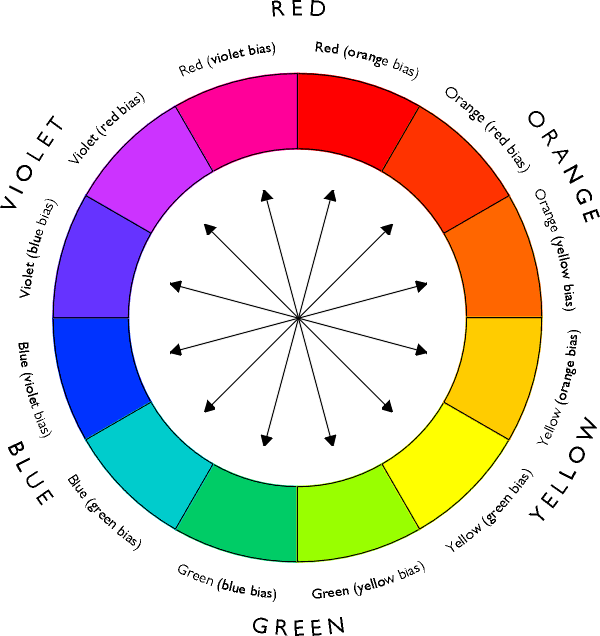 RED
Red (violet bias)
Red (orange bias)
Orange (red bias)
ORANGE
Orange (yellow bias)
Yellow (orange bias)
YELLOW
Yellow (green bias)
Green (yellow bias)
GREEN
Green (blue bias)
Blue (green bias)
BLUE
Blue (violet bias)
Violet (blue bias)
VIOLET
Violet (red bias)